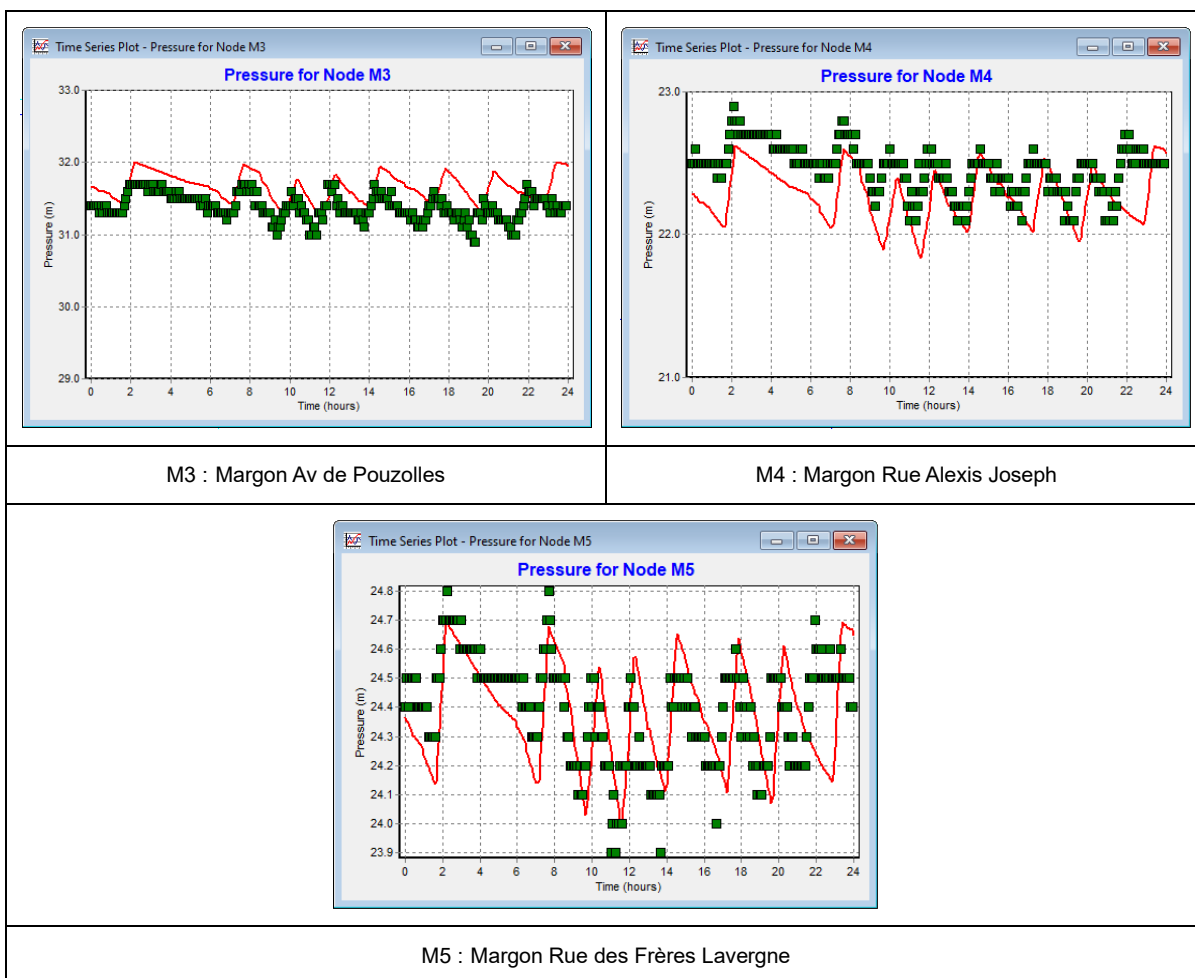 Time Series Plot - Pressure for Node M3
Pressure for Node M3
33.0
32.0
31.0
30.0
29.0
Pressure (m)
0 2 4 6 8 10 12 14 16 18 20 22 24
Time (hours)
M3 : Margon Av de Pouzolles
Time Series Plot - Pressure for Node M4
Pressure for Node M4
23.0
22.0
21.0
Pressure (m)
0 2 4 6 8 10 12 14 16 18 20 22 24
Time (hours)
M4 : Margon Rue Alexis Joseph
Time Series Plot - Pressure for Node M5
Pressure for Node M5
24.8
24.7
24.6
24.5
24.4
24.3
24.2
24.1
24.0
23.9
Pressure (m)
0 2 4 6 8 10 12 14 16 18 20 22 24
Time (hours)
M5 : Margon Rue des Frères Lavergne